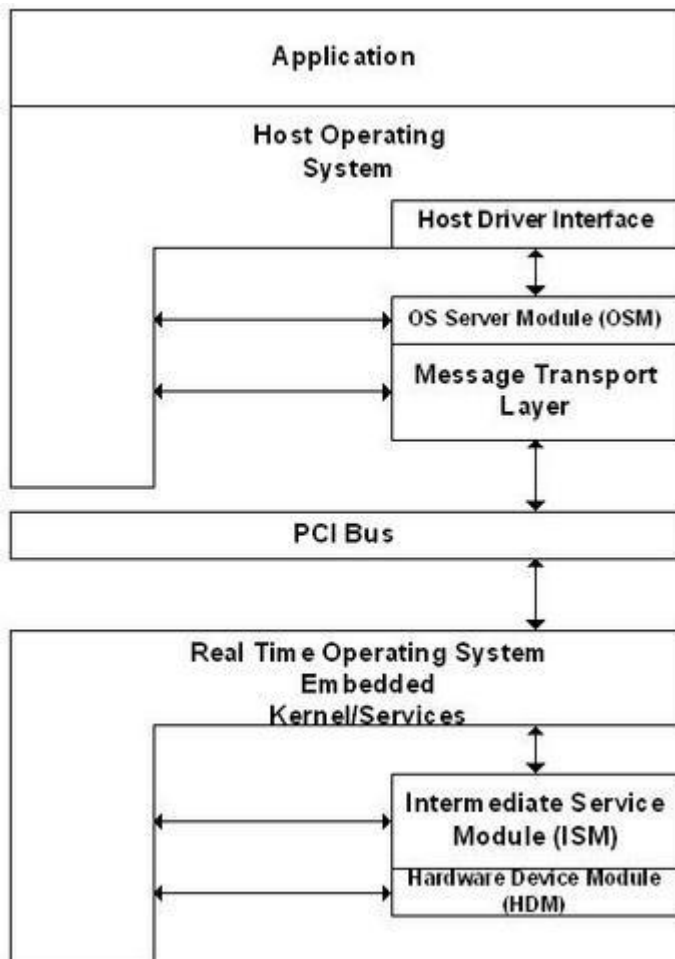 Application
Host Operating
System
Host Driver Interface
OS Server Module (OSM)
Message Transport
Layer
PCI Bus
Real Time Operating System
Embedded
Kernel/Services
Intermediate Service
Module (ISM)
Hardware Device Module
(HDM)